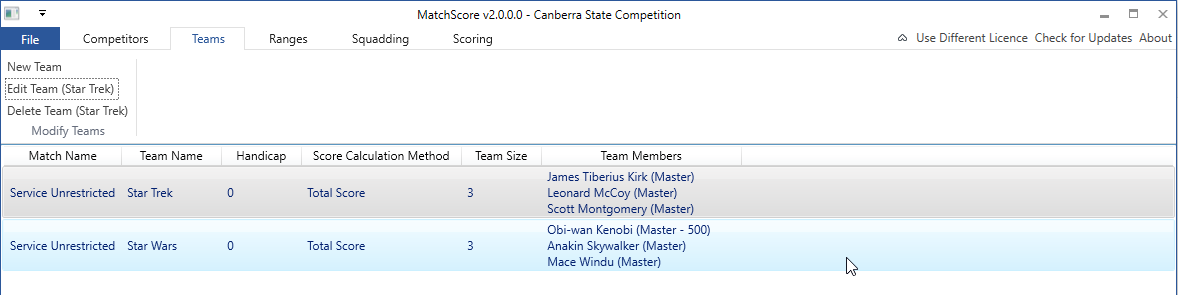 MatchScore v2.0.0.0 - Canberra State Competition
File Competitors Teams Ranges Squadding Scoring Use Different Licence Check for Updates About
New Team
Edit Team (Star Trek)
Delete Team (Star Trek)
Modify Teams
Match Name Team Name Handicap Score Calculation Method Team Size Team Members
Service Unrestricted Star Trek 0 Total Score 3 James Tiberius Kirk (Master)
Leonard McCoy (Master)
Scott Montgomery (Master)
Service Unrestricted Star Wars 0 Total Score 3 Obi-wan Kenobi (Master - 500)
Anakin Skywalker (Master)
Mace Windu (Master)